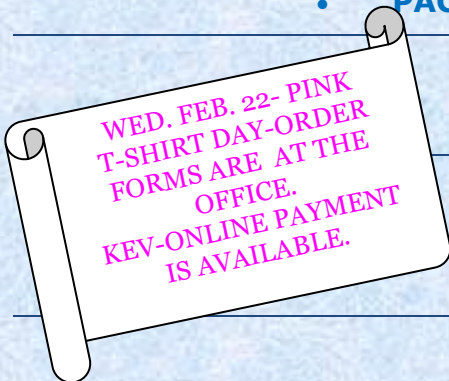 WED. FEB. 22- PINK
T-SHIRT DAY-ORDER
FORMS ARE AT THE
OFFICE.
KEV-ONLINE PAYMENT
IS AVAILABLE.